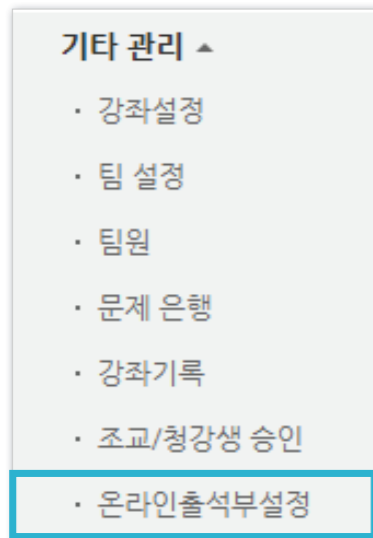 기타 관리 ▲
· 강좌설정
· 팀 설정
· 팀원
· 문제 은행
· 강좌기록
· 조교/청강생 승인
· 온라인출석부설정